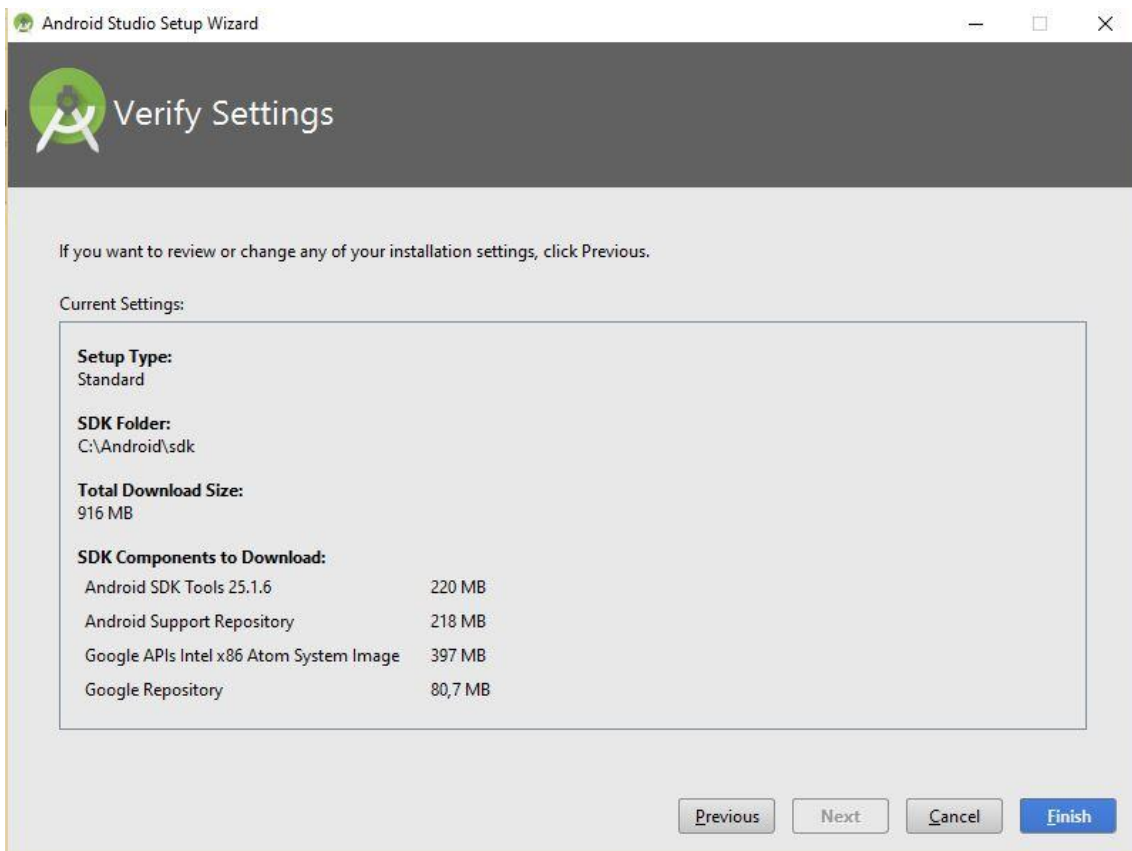 Android Studio Setup Wizard
Verify Settings
If you want to review or change any of your installation settings, click Previous.
Current Settings:
Setup Type:
Standard
SDK Folder:
C:\Android\sdk
Total Download Size:
916 MB
SDK Components to Download:
Android SDK Tools 25.1.6 220 MB
Android Support Repository 218 MB
Google APIs Intel x86 Atom System Image 397 MB
Google Repository 80,7 MB
Previous Next Cancel Finish